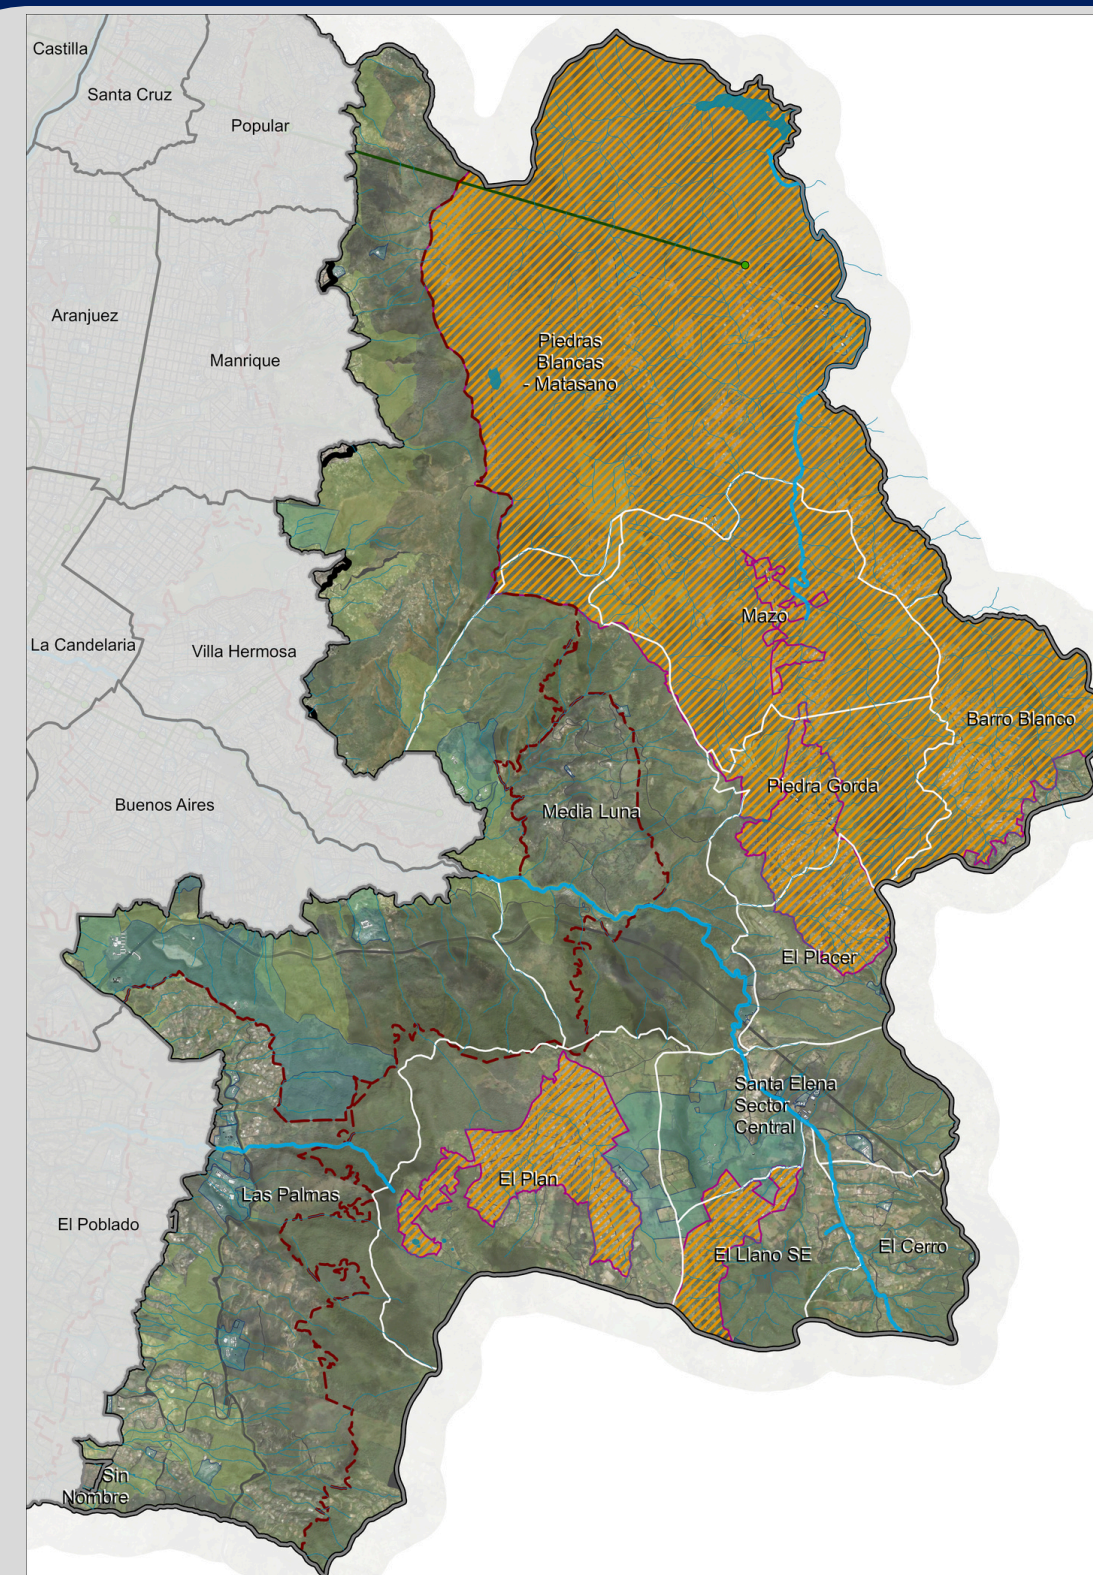 Castilla
Santa Cruz
Popular
Aranjuez
Manrique
Piedras
Blancas
- Matasano
Mazo
La Candelaria
Villa Hermosa
Barro Blanco
Piedra Gorda
Buenos Aires
Media Luna
El Placer
Santa Elena
Sector
Central
El Plan
Las Palmas
El Poblado
El Llano SE
El Cerro
Sin
Nombre